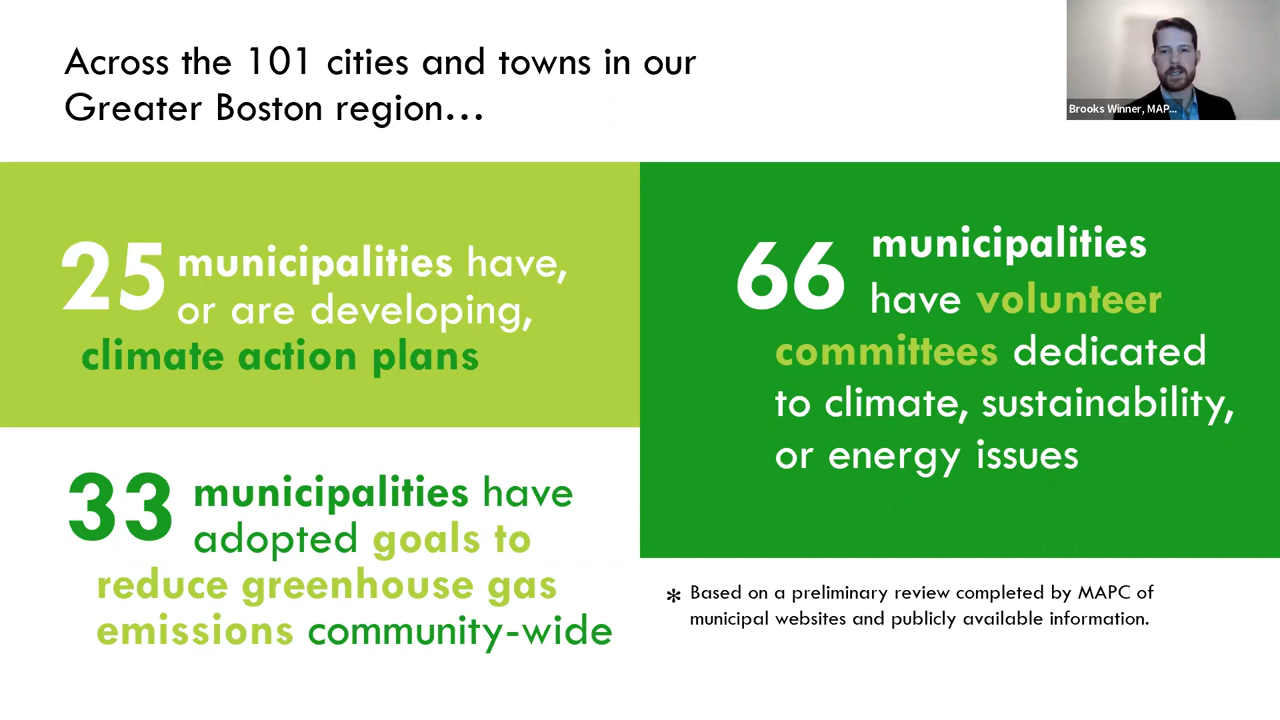 Across the 101 cities and towns in our
Greater Boston region…
Brooks Winner, MAP...
25 municipalities have,
or are developing,
climate action plans
33 municipalities have
adopted goals to
reduce greenhouse gas
emissions community-wide
66 municipalities
have volunteer
committees dedicated
to climate, sustainability,
or energy issues
* Based on a preliminary review completed by MAPC of
municipal websites and publicly available information.